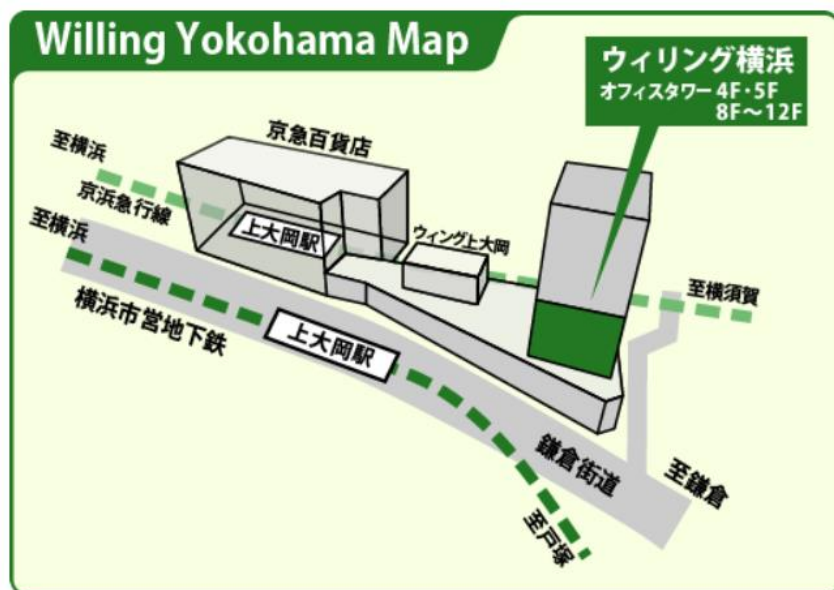 Willing Yokohama Map
ウィリング横浜
オフィスタワー 4F・5F
8F～12F
京急百貨店
至横浜
京浜急行線
上大岡駅
ウィング上大岡
至横須賀
至横浜
横浜市営地下鉄
上大岡駅
鎌倉街道
至鎌倉
至戸塚